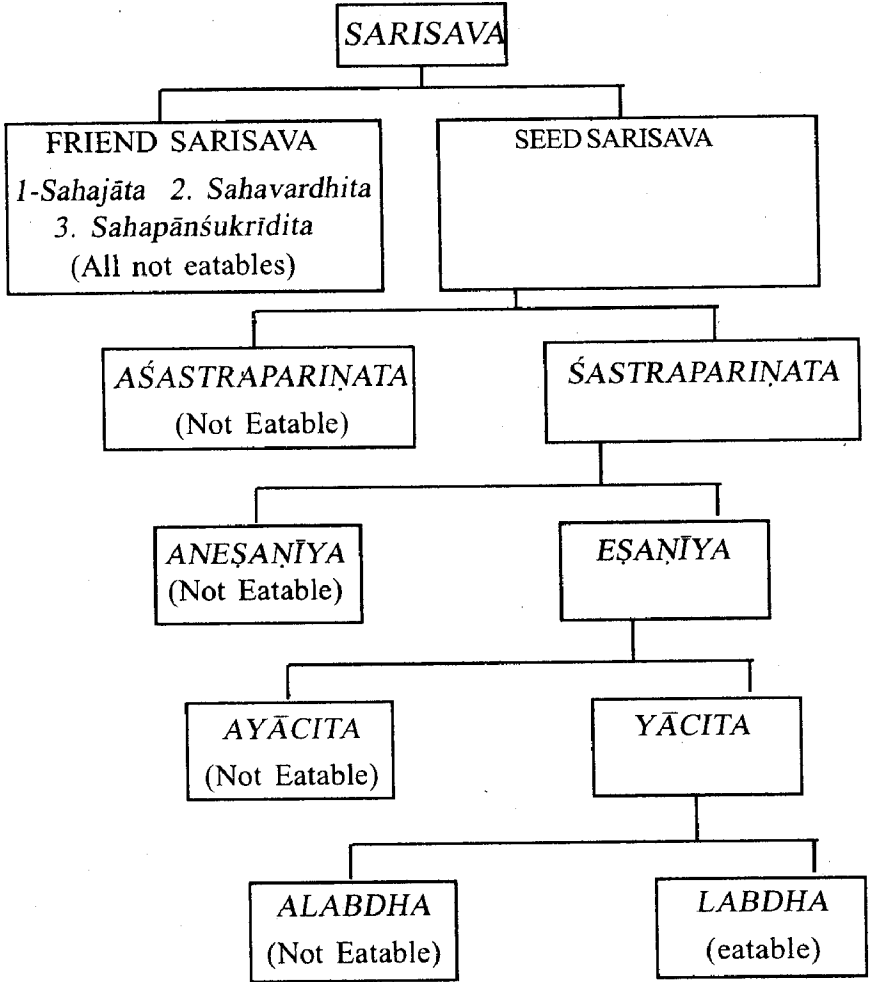 SARISAVA
FRIEND SARISAVA
1-Sahajāta 2. Sahavardhita
3. Sahapānśukrīdita
(All not eatables)
SEED SARISAVA
AŚASTRAPARIṆATA
(Not Eatable)
ŚASTRAPARIṆATA
ANEṢAṆĪYA
(Not Eatable)
EṢAṆĪYA
AYĀCITA
(Not Eatable)
YĀCITA
ALABDHA
(Not Eatable)
LABDHA
(eatable)